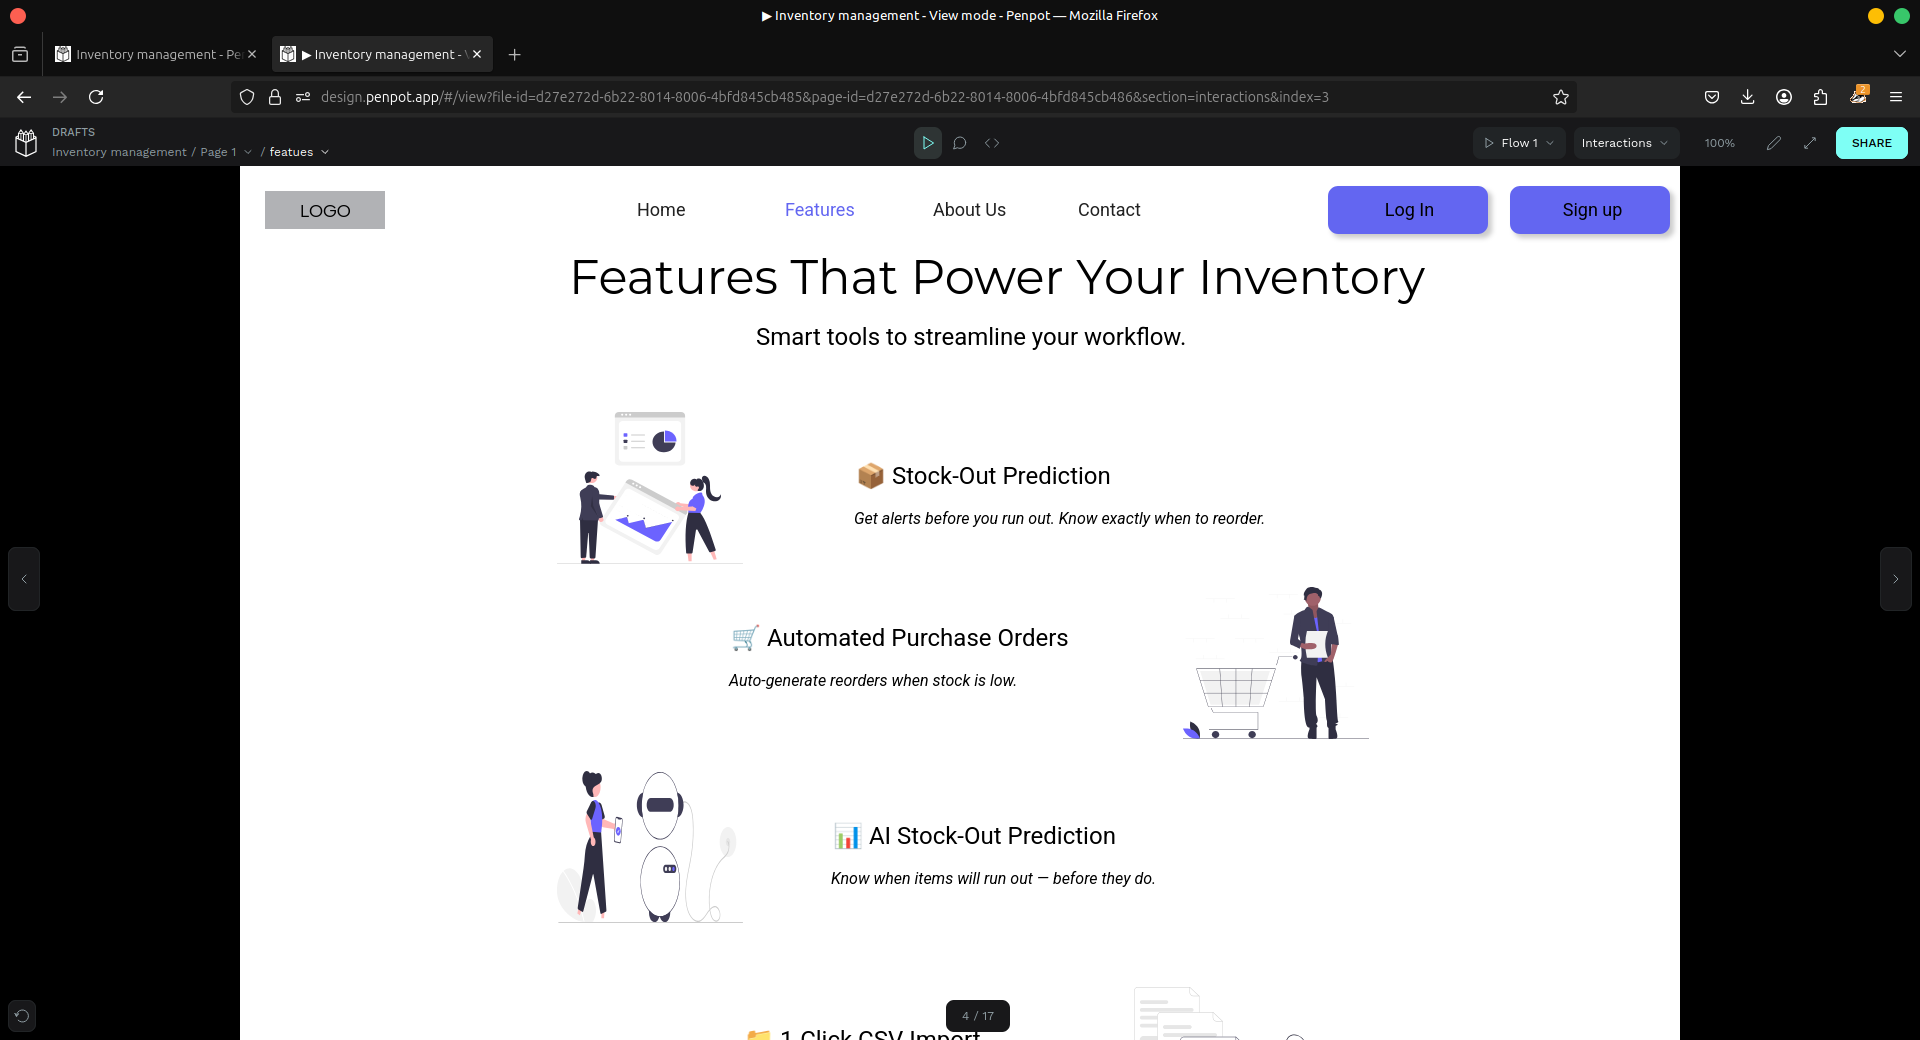 ▶ Inventory management - View mode - Penpot — Mozilla Firefox
Inventory management - Pe
▶ Inventory management -
design.penpot.app/#/view?file-id=d27e272d-6b22-8014-8006-4bfd845cb485&page-id=d27e272d-6b22-8014-8006-4bfd845cb486&section=interactions&index=3
2
DRAFTS
Inventory management / Page 1 / featues
Flow 1
Interactions
100%
SHARE
LOGO
Home
Features
About Us
Contact
Log In
Sign up
Features That Power Your Inventory
Smart tools to streamline your workflow.
📦 Stock-Out Prediction
Get alerts before you run out. Know exactly when to reorder.
🛒 Automated Purchase Orders
Auto-generate reorders when stock is low.
📊 AI Stock-Out Prediction
Know when items will run out — before they do.
📁 1 Click CSV Import
4 / 17